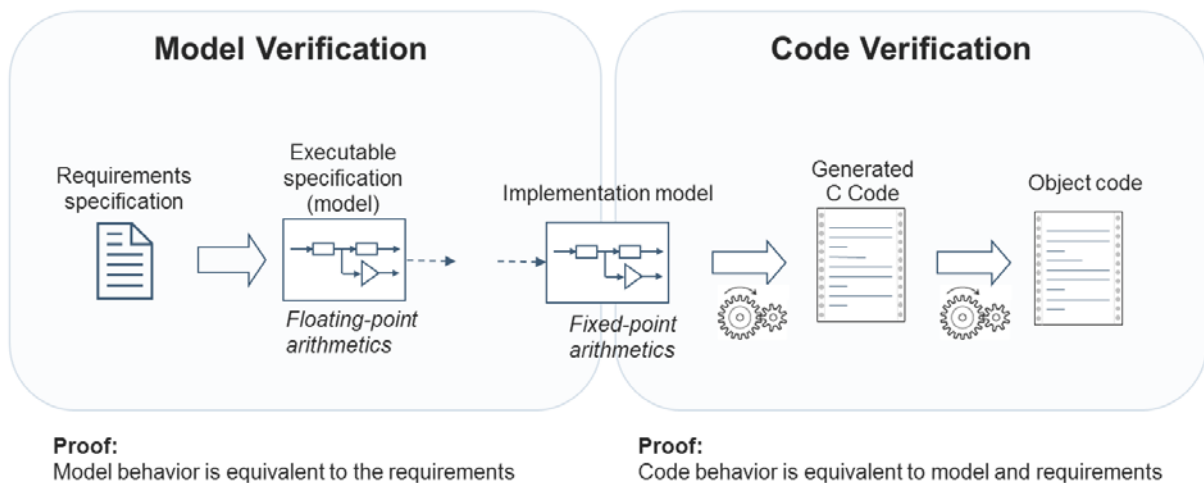 Model Verification
Code Verification
Requirements
specification
Executable
specification
(model)
Implementation model
Generated
C Code
Object code
Floating-point
arithmetics
Fixed-point
arithmetics
Proof:
Model behavior is equivalent to the requirements
Proof:
Code behavior is equivalent to model and requirements